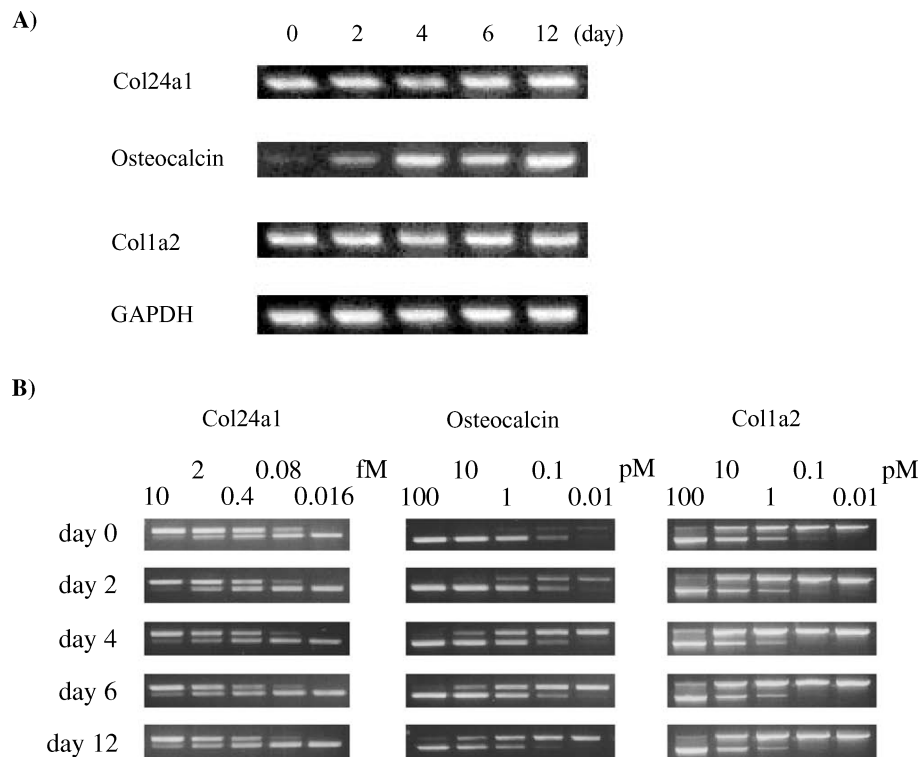 A)
0 2 4 6 12 (day)
Col24a1
Osteocalcin
Col1a2
GAPDH
B)
Col24a1 Osteocalcin Col1a2
2 0.08 fM 10 0.1 pM 10 0.1 pM
10 0.4 0.016 100 1 0.01 100 1 0.01
day 0
day 2
day 4
day 6
day 12